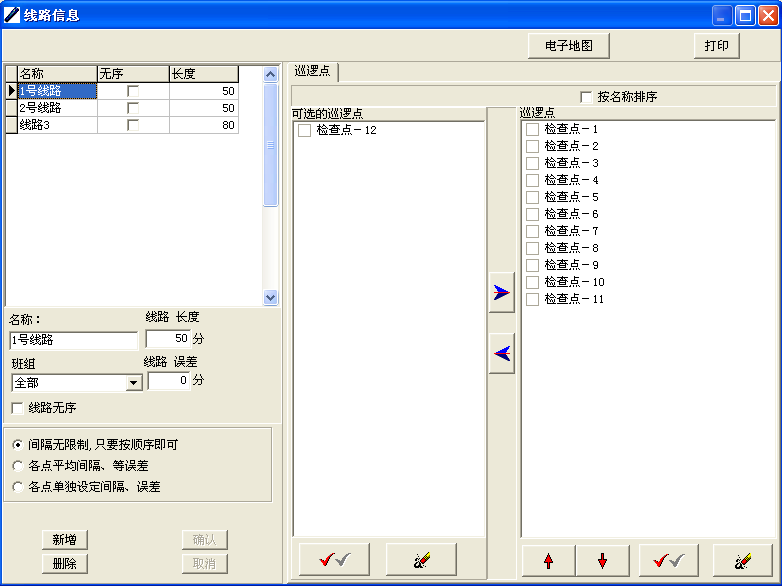 线路信息
电子地图
打印
名称 无序 长度
1号线路 50
2号线路 50
线路3 80
名称：
线路 长度
1号线路
50 分
班组
线路 误差
全部
0 分
线路无序
间隔无限制,只要按顺序即可
各点平均间隔、等误差
各点单独设定间隔、误差
新增
确认
删除
取消
巡逻点
按名称排序
可选的巡逻点
检查点－12
巡逻点
检查点－1
检查点－2
检查点－3
检查点－4
检查点－5
检查点－6
检查点－7
检查点－8
检查点－9
检查点－10
检查点－11